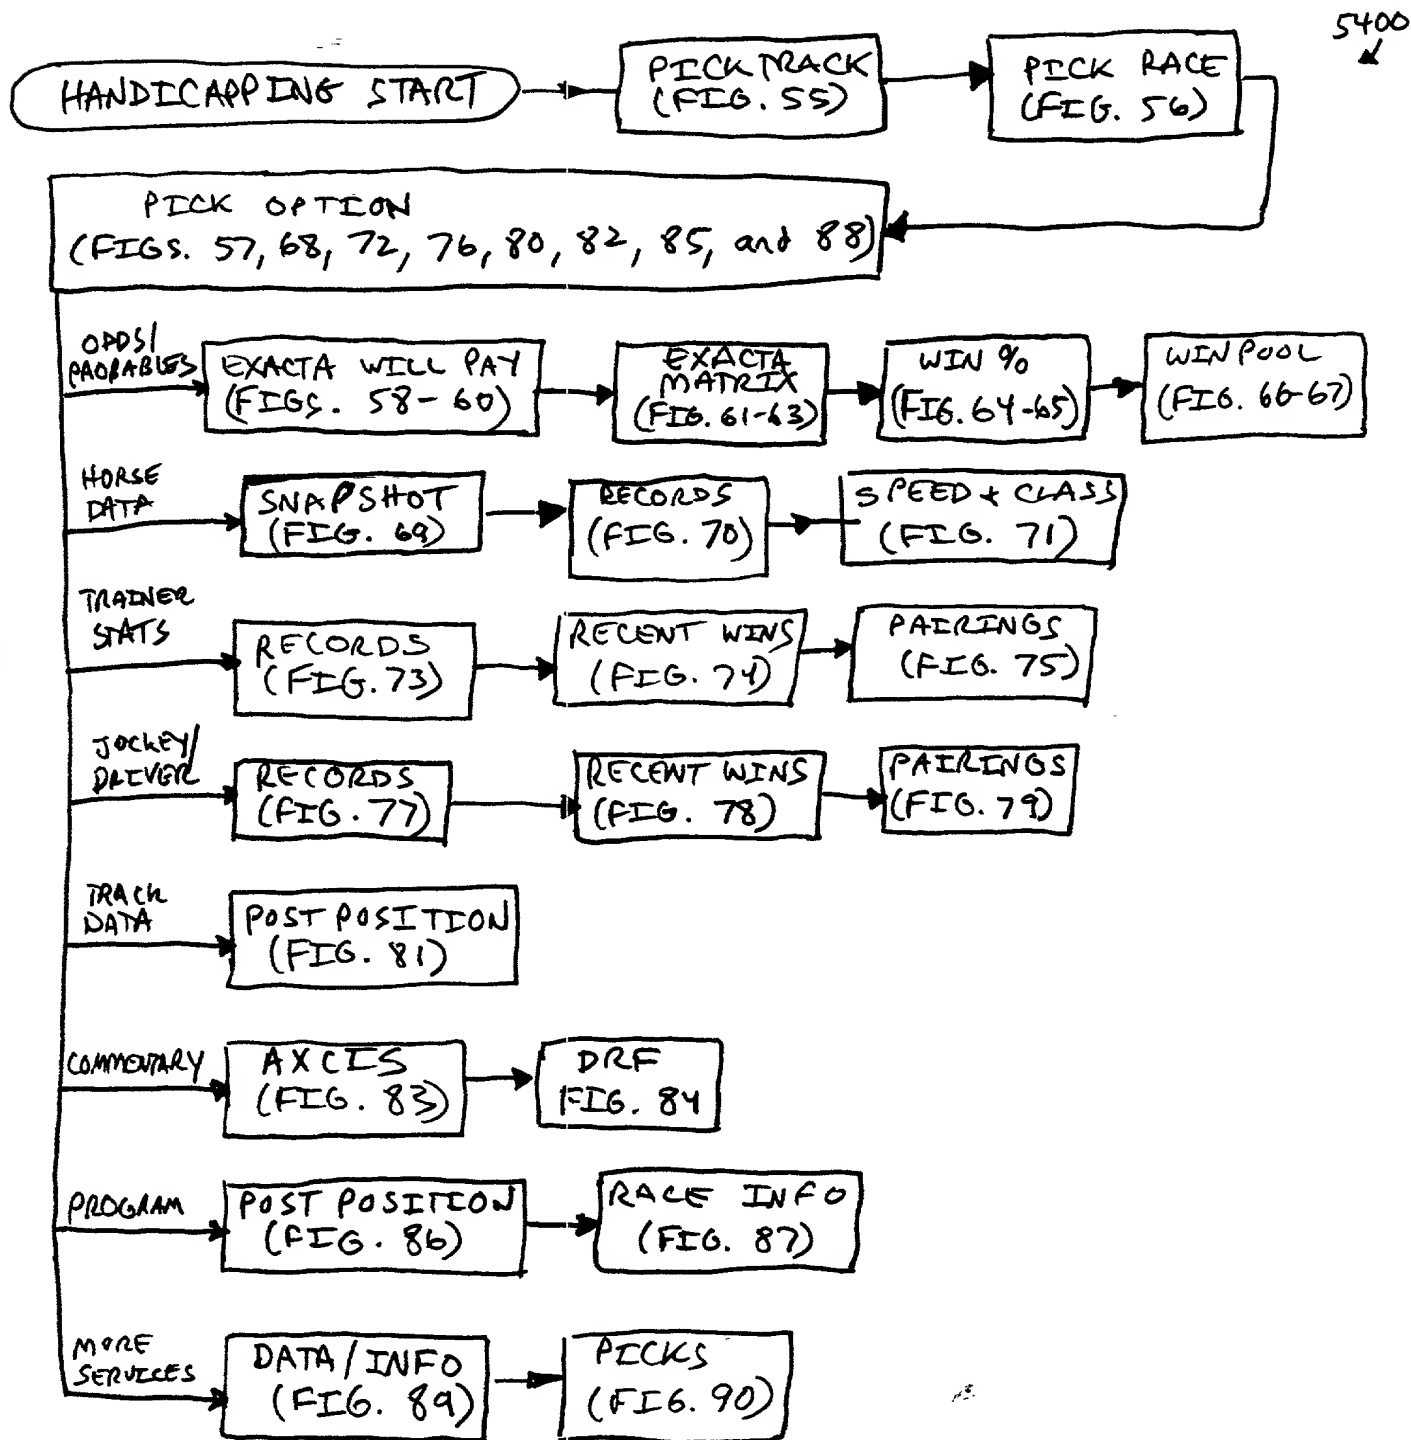 5400
HANDICAPPING START
PICK TRACK
(FIG. 55)
PICK RACE
(FIG. 56)
PICK OPTION
(FIGS. 57, 68, 72, 76, 80, 82, 85, and 88)
ODDS/
PROBABLES
EXACTA WILL PAY
(FIGS. 58-60)
EXACTA
MATRIX
(FIG. 61-63)
WIN %
(FIG. 64-65)
WIN POOL
(FIG. 66-67)
HORSE
DATA
SNAPSHOT
(FIG. 69)
RECORDS
(FIG. 70)
SPEED + CLASS
(FIG. 71)
TRAINER
STATS
RECORDS
(FIG. 73)
RECENT WINS
(FIG. 74)
PAIRINGS
(FIG. 75)
JOCKEY/
DRIVER
RECORDS
(FIG. 77)
RECENT WINS
(FIG. 78)
PAIRINGS
(FIG. 79)
TRACK
DATA
POST POSITION
(FIG. 81)
COMMENTARY
AXCIS
(FIG. 83)
DRF
FIG. 84
PROGRAM
POST POSITION
(FIG. 86)
RACE INFO
(FIG. 87)
MORE
SERVICES
DATA/INFO
(FIG. 89)
PICKS
(FIG. 90)